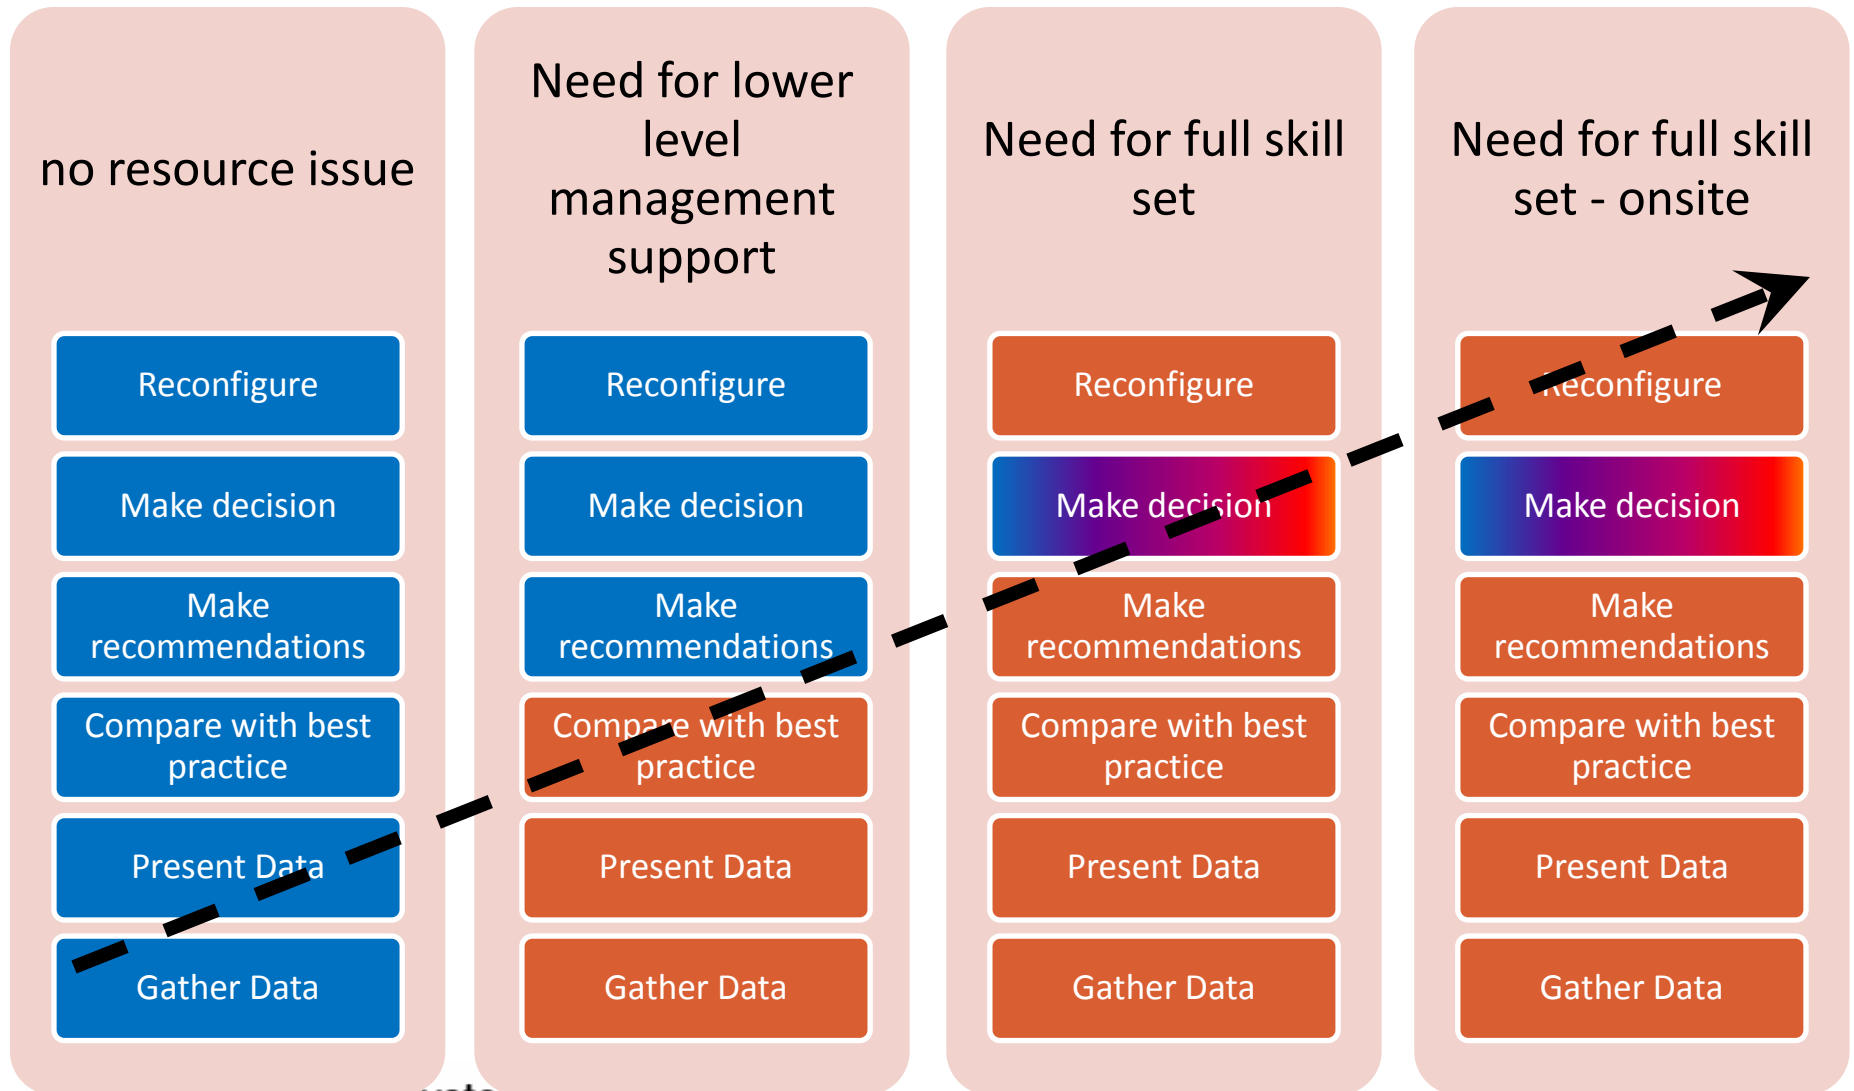 no resource issue
Reconfigure
Make decision
Make
recommendations
Compare with best
practice
Present Data
Gather Data
Need for lower
level
management
support
Reconfigure
Make decision
Make
recommendations
Compare with best
practice
Present Data
Gather Data
Need for full skill
set
Reconfigure
Make decision
Make
recommendations
Compare with best
practice
Present Data
Gather Data
Need for full skill
set - onsite
Reconfigure
Make decision
Make
recommendations
Compare with best
practice
Present Data
Gather Data